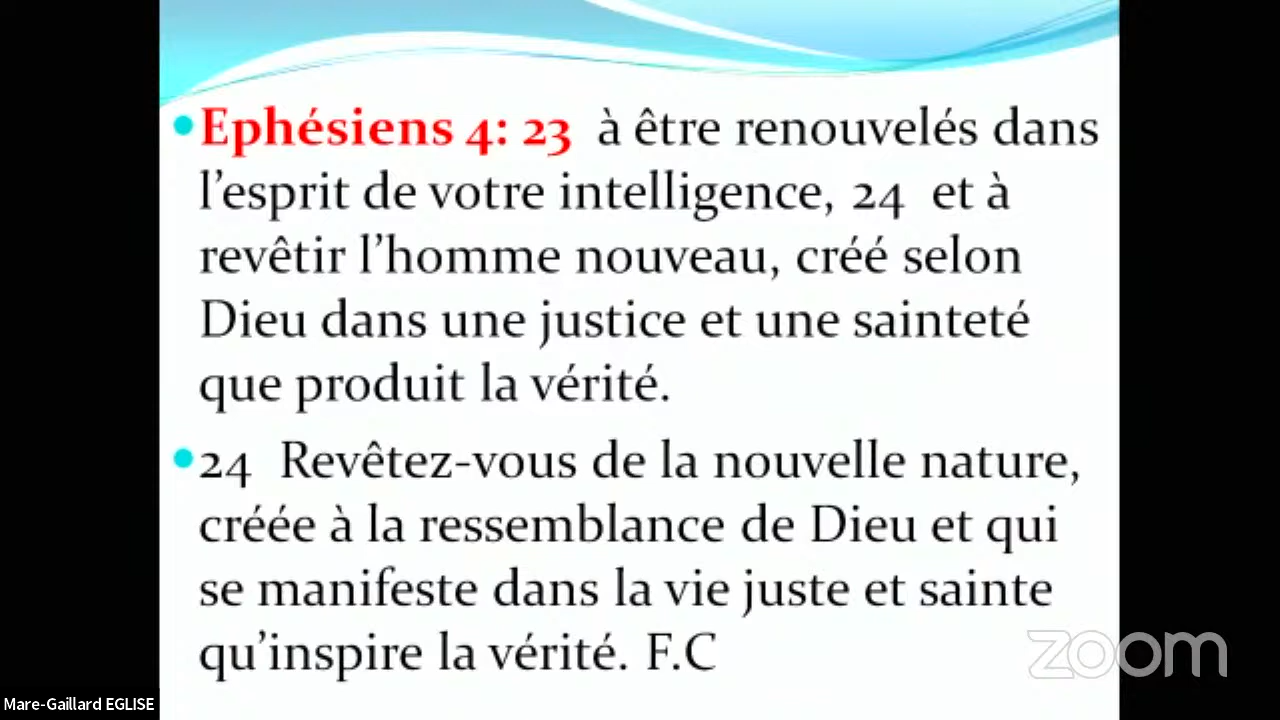 •Ephésiens 4: 23 à être renouvelés dans
l’esprit de votre intelligence, 24 et à
revêtir l’homme nouveau, créé selon
Dieu dans une justice et une sainteté
que produit la vérité.
•24 Revêtez-vous de la nouvelle nature,
créée à la ressemblance de Dieu et qui
se manifeste dans la vie juste et sainte
qu’inspire la vérité. F.C
zoom
Mare-Gaillard EGLISE